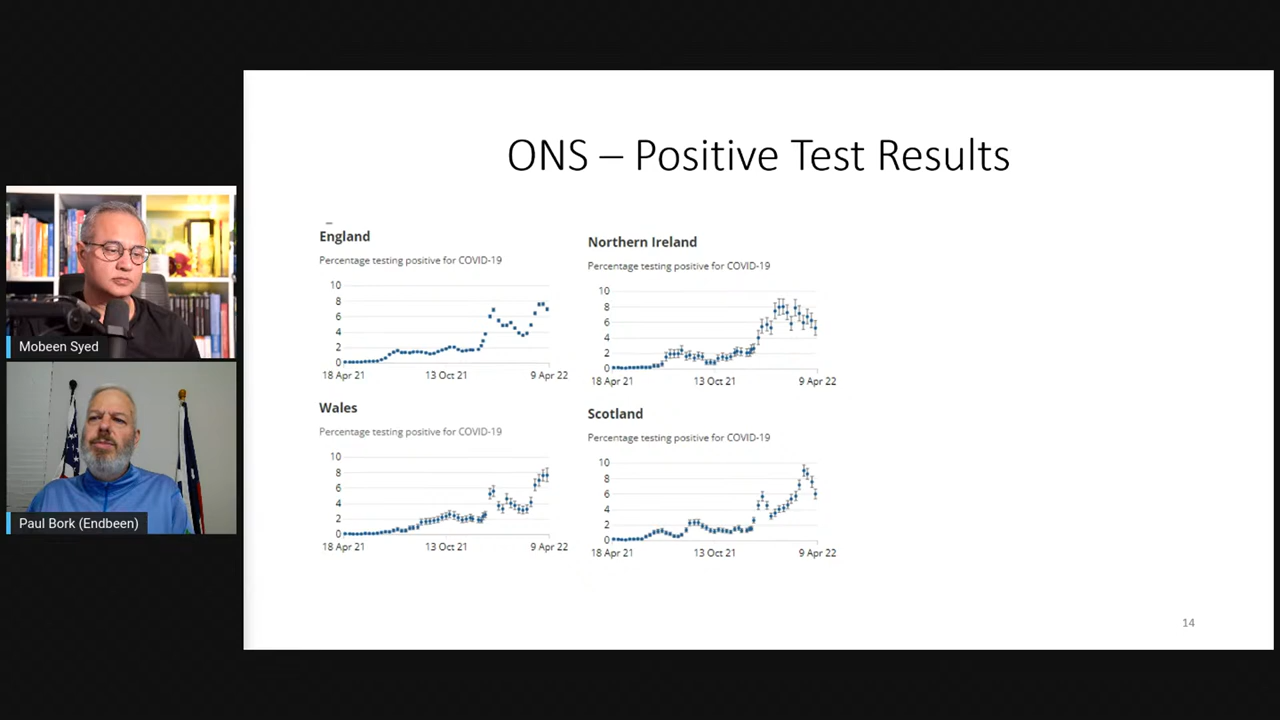 ONS – Positive Test Results
England
Percentage testing positive for COVID-19
10
8
6
4
2
0
18 Apr 21
13 Oct 21
9 Apr 22
Northern Ireland
Percentage testing positive for COVID-19
10
8
6
4
2
0
18 Apr 21
13 Oct 21
9 Apr 22
Wales
Percentage testing positive for COVID-19
10
8
6
4
2
0
18 Apr 21
13 Oct 21
9 Apr 22
Scotland
Percentage testing positive for COVID-19
10
8
6
4
2
0
18 Apr 21
13 Oct 21
9 Apr 22
14
Mobeen Syed
Paul Bork (Endbeen)